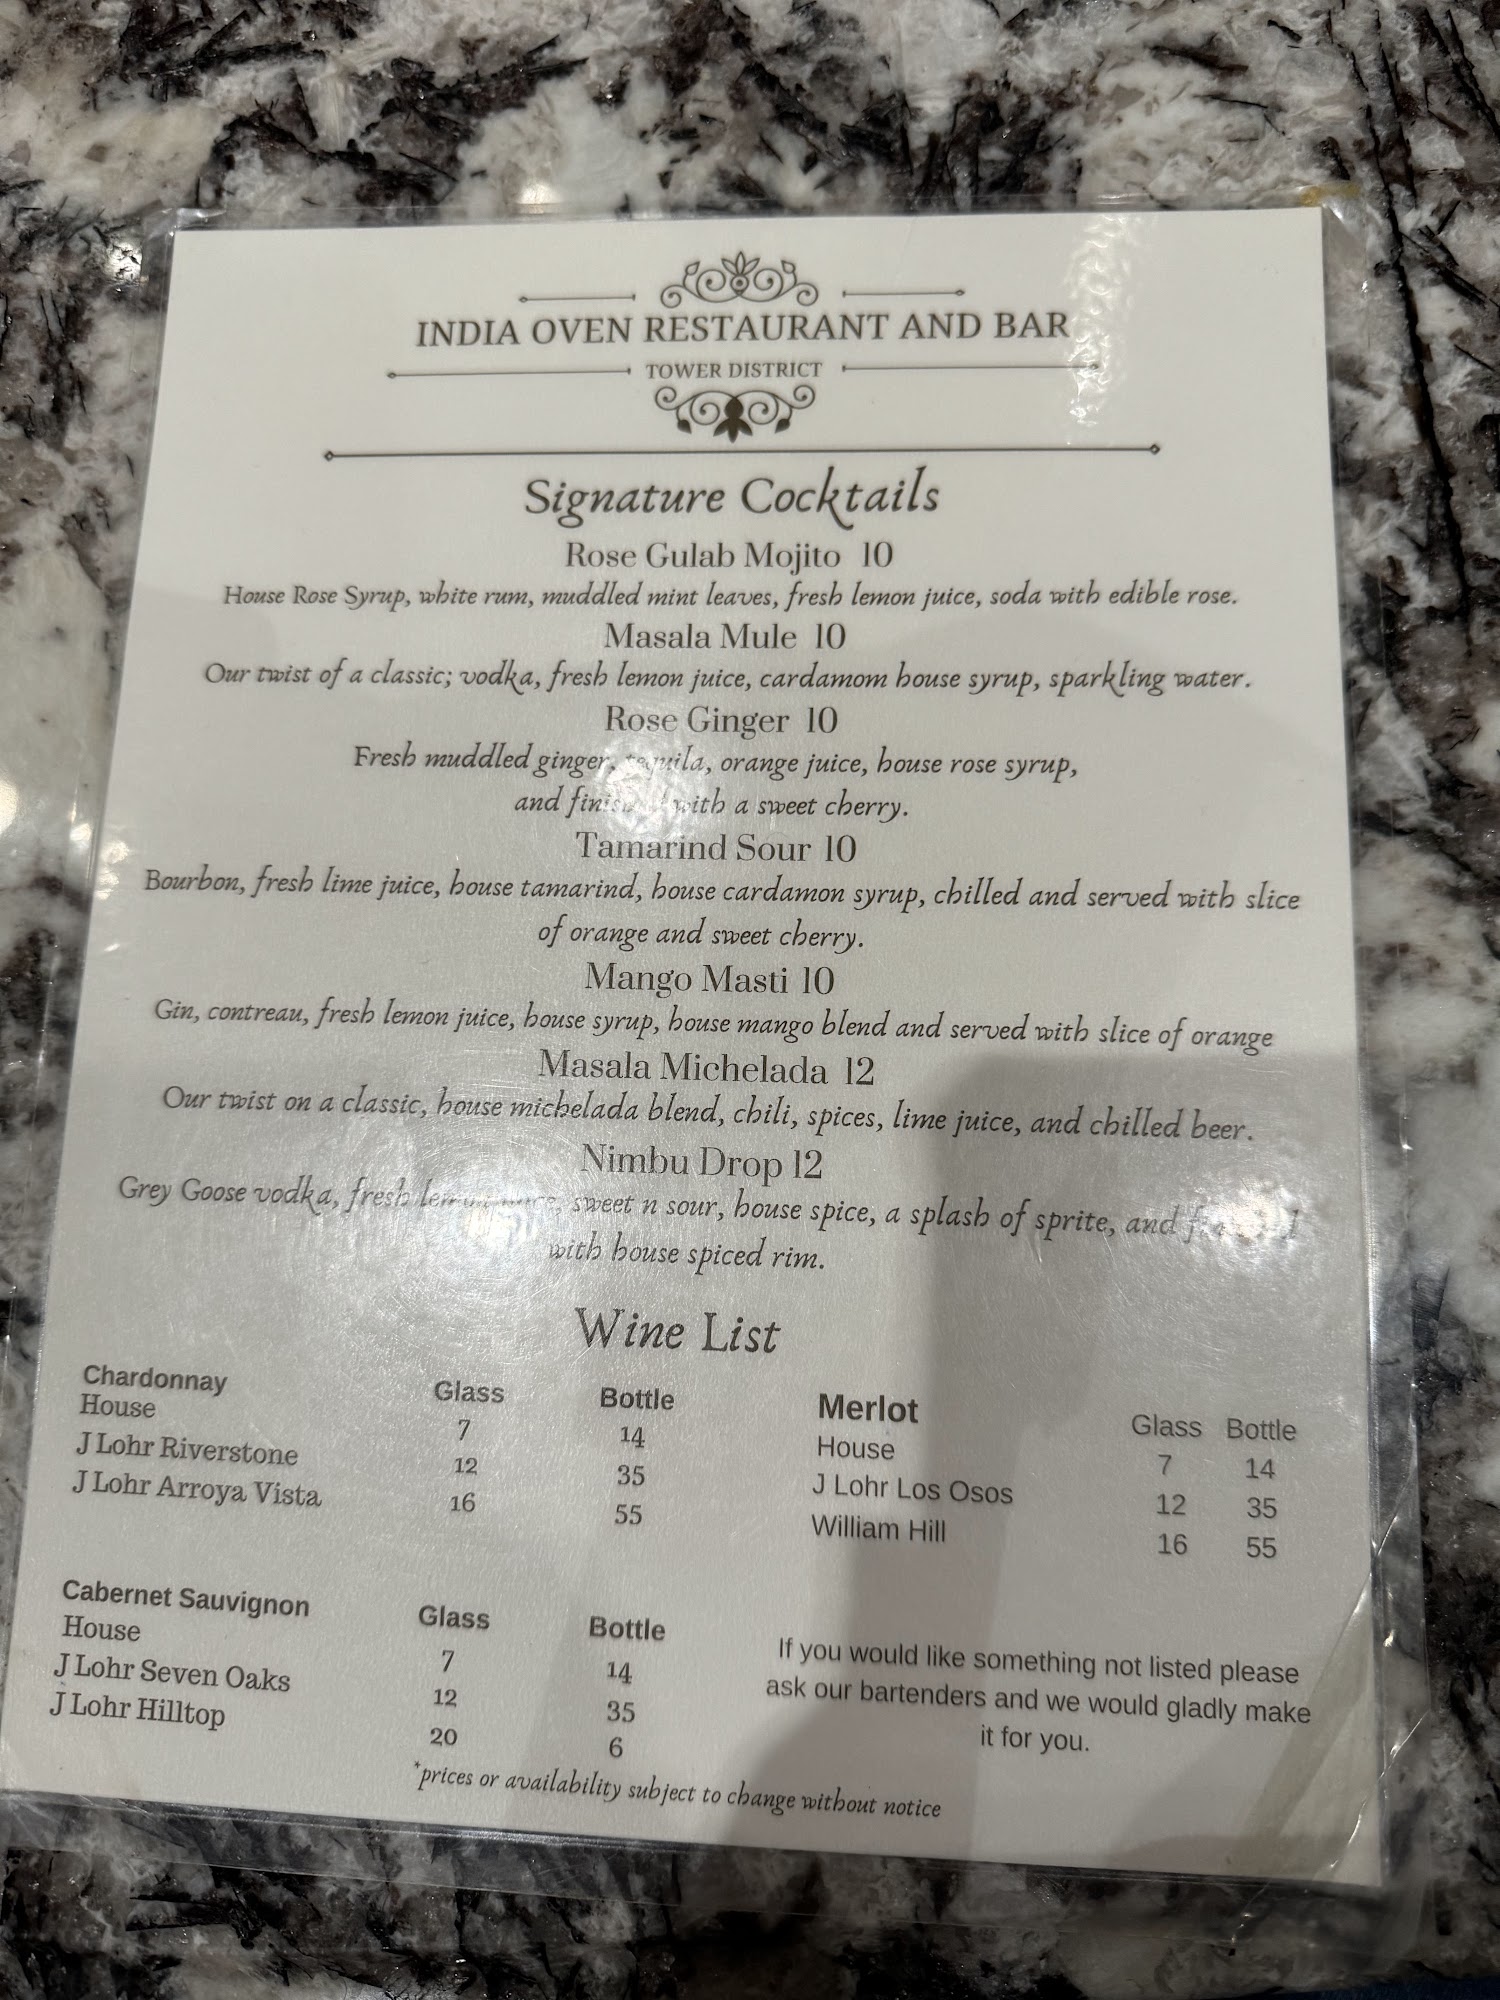 INDIA OVEN RESTAURANT AND BAR
TOWER DISTRICT
Signature Cocktails
Rose Gulab Mojito 10
House Rose Syrup, white rum, muddled mint leaves, fresh lemon juice, soda with edible rose.
Masala Mule 10
Our twist of a classic; vodka, fresh lemon juice, cardamom house syrup, sparkling water.
Rose Ginger 10
Fresh muddled ginger, tequila, orange juice, house rose syrup,
and with a sweet cherry.
Tamarind Sour 10
Bourbon, fresh lime juice, house tamarind, house cardamon syrup, chilled and served with slice
of orange and sweet cherry.
Mango Masti 10
Gin, contreau, fresh lemon juice, house syrup, house mango blend and served with slice of orange
Masala Michelada 12
Our twist on a classic, house michelada blend, chili, spices, lime juice, and chilled beer.
Nimbu Drop 12
Grey Goose vodka, fresh sweet n sour, house spice, a splash of sprite, and
with house spiced rim.
Wine List
Chardonnay Glass Bottle
House 7 14
J Lohr Riverstone 12 35
J Lohr Arroya Vista 16 55
Merlot Glass Bottle
House 7 14
J Lohr Los Osos 12 35
William Hill 16 55
Cabernet Sauvignon Glass Bottle
House 7 14
J Lohr Seven Oaks 12 35
J Lohr Hilltop 20 6
If you would like something not listed please
ask our bartenders and we would gladly make
it for you.
*prices or availability subject to change without notice